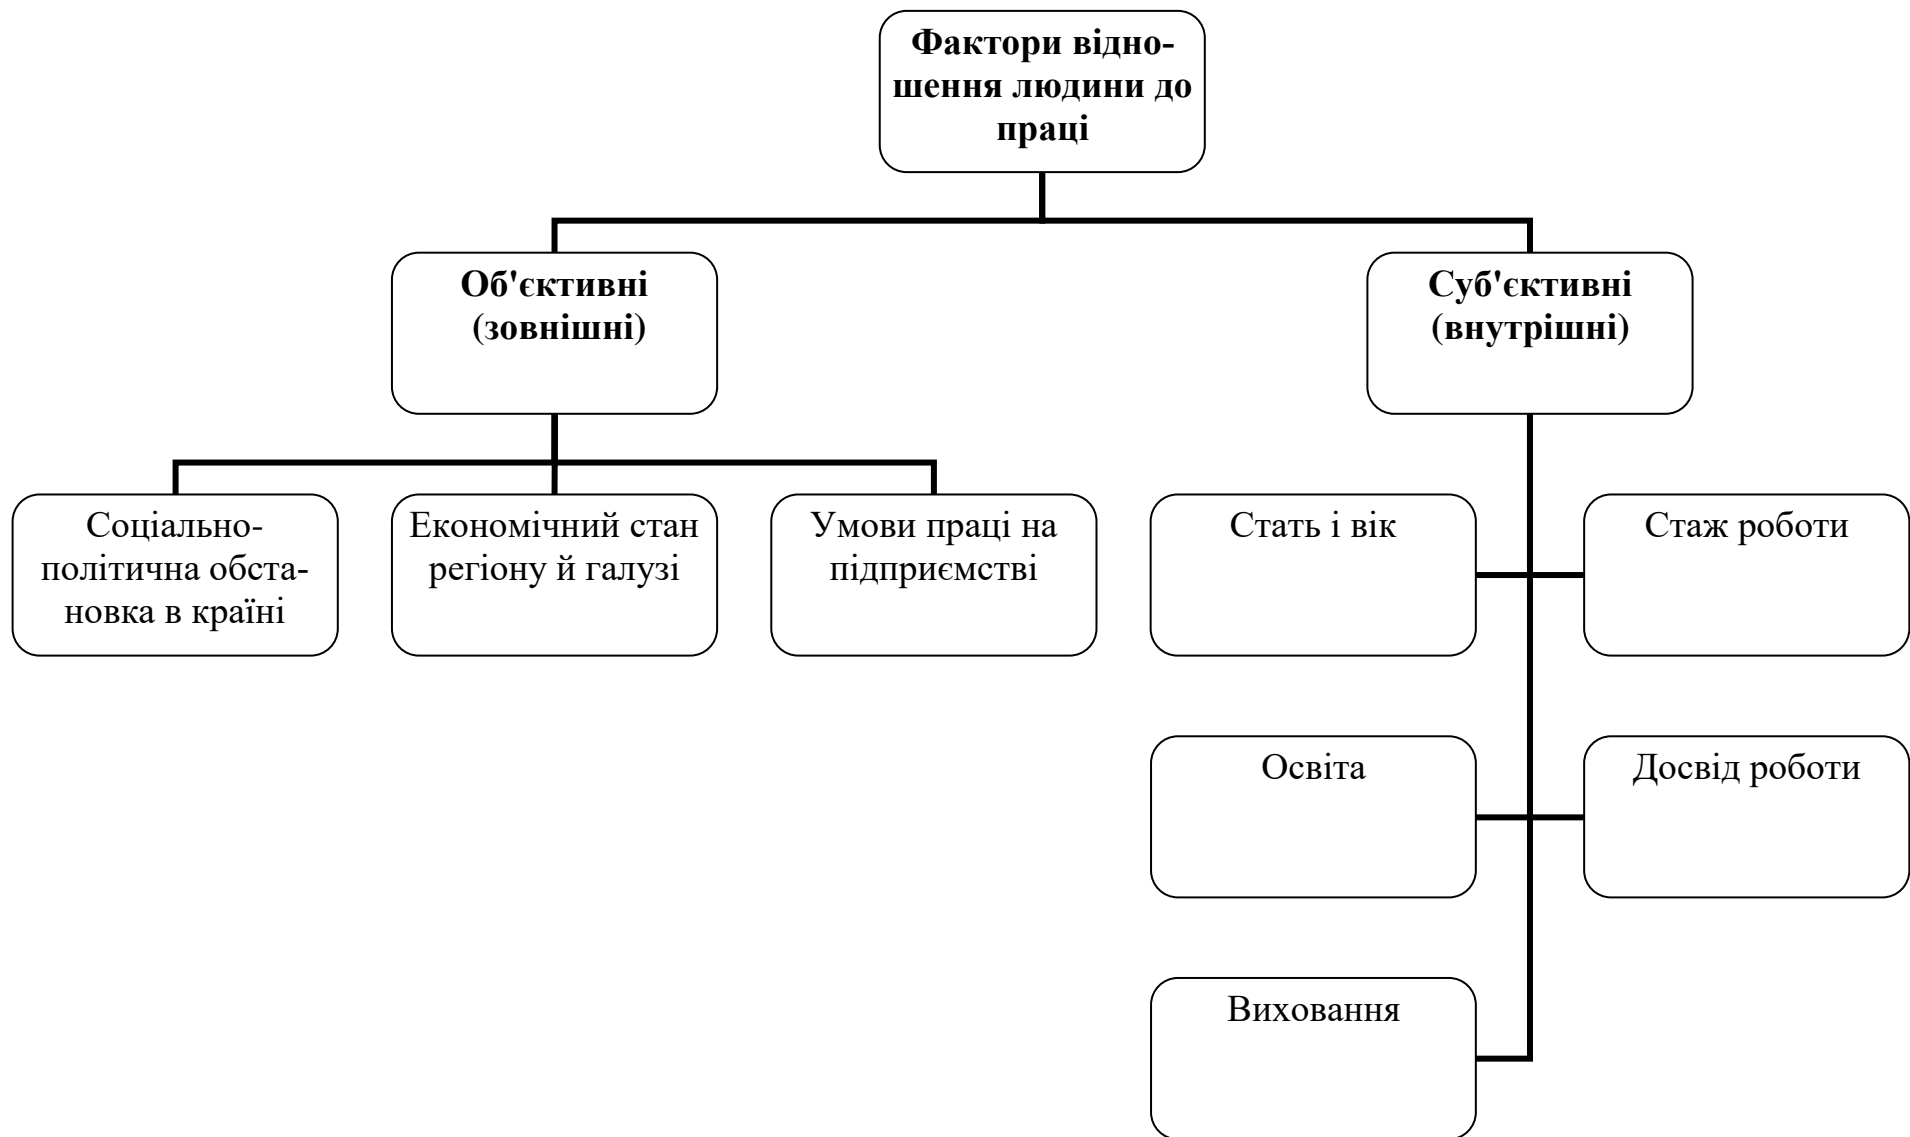 Фактори відно-
шення людини до
праці
Об'єктивні
(зовнішні)
Суб'єктивні
(внутрішні)
Соціально-
політична обста-
новка в країні
Економічний стан
регіону й галузі
Умови праці на
підприємстві
Стать і вік
Стаж роботи
Освіта
Досвід роботи
Виховання